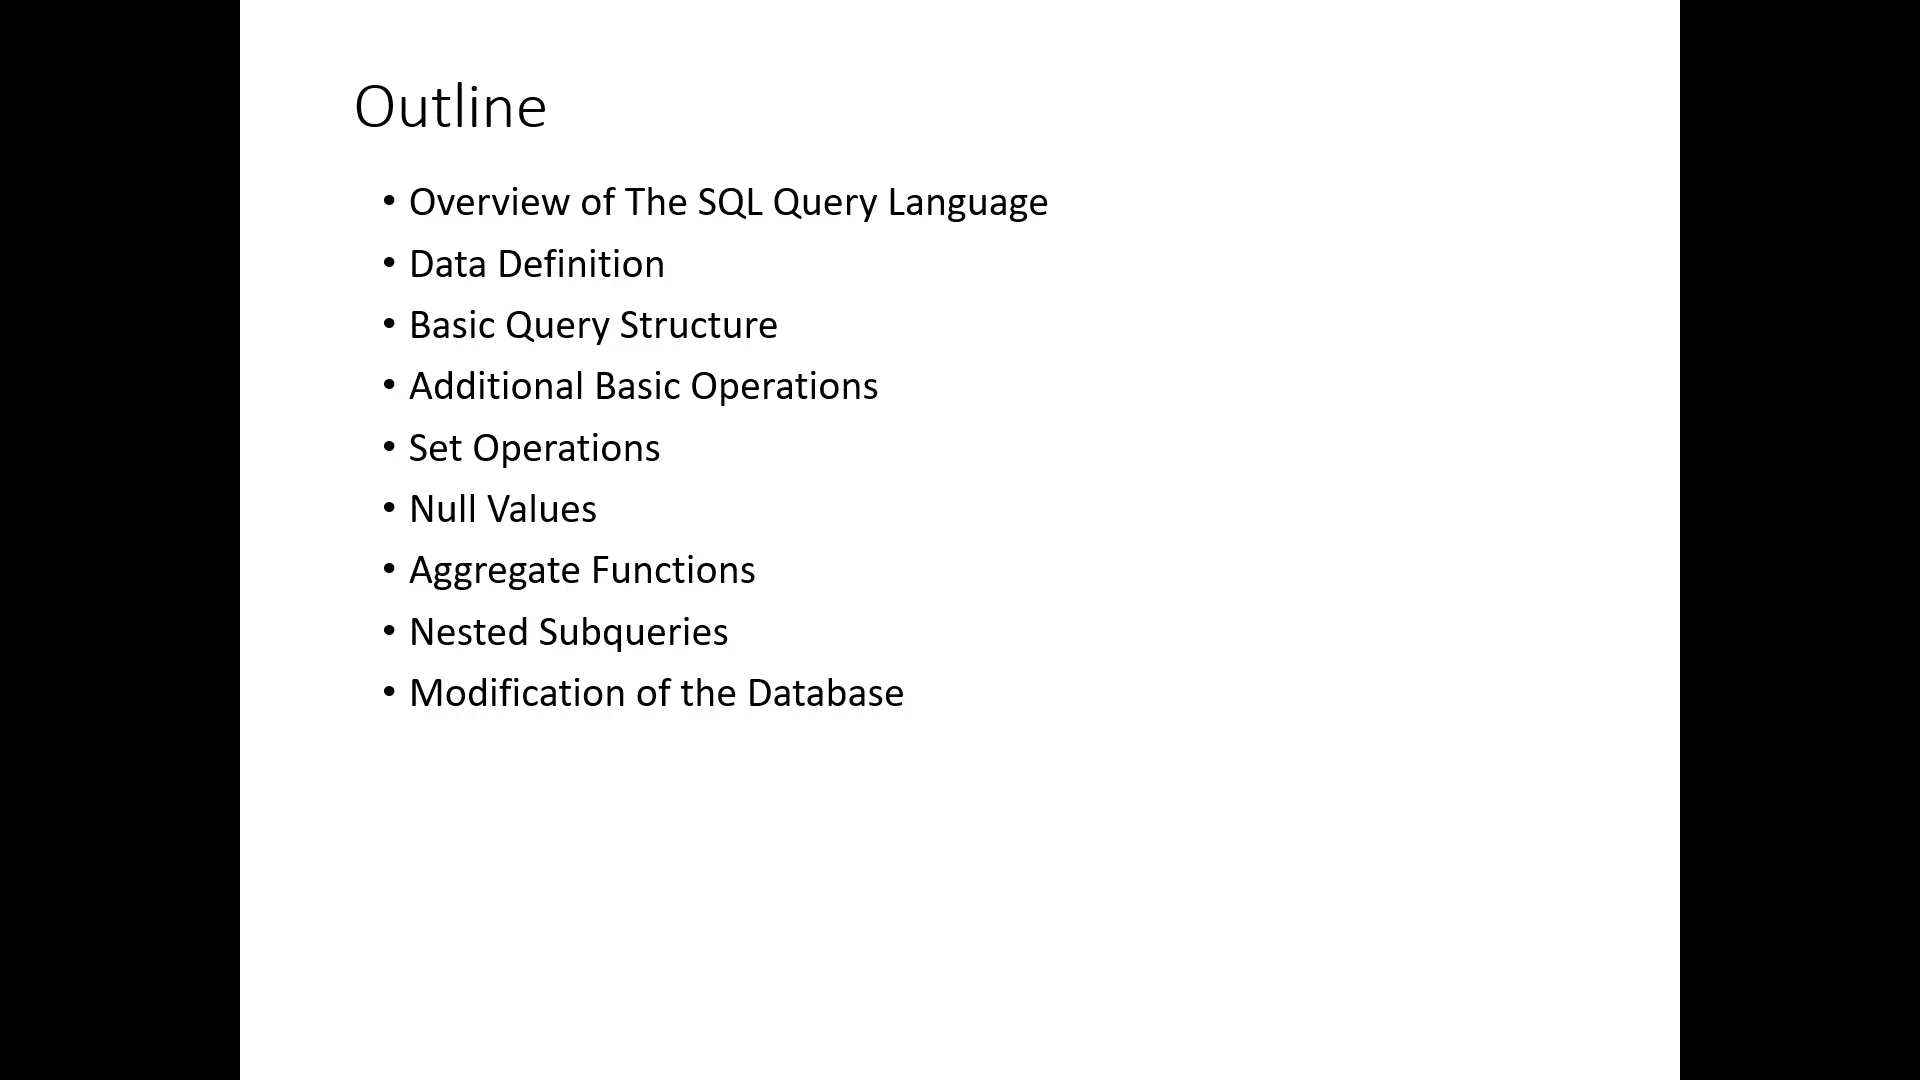 Outline
• Overview of The SQL Query Language
• Data Definition
• Basic Query Structure
• Additional Basic Operations
• Set Operations
• Null Values
• Aggregate Functions
• Nested Subqueries
• Modification of the Database